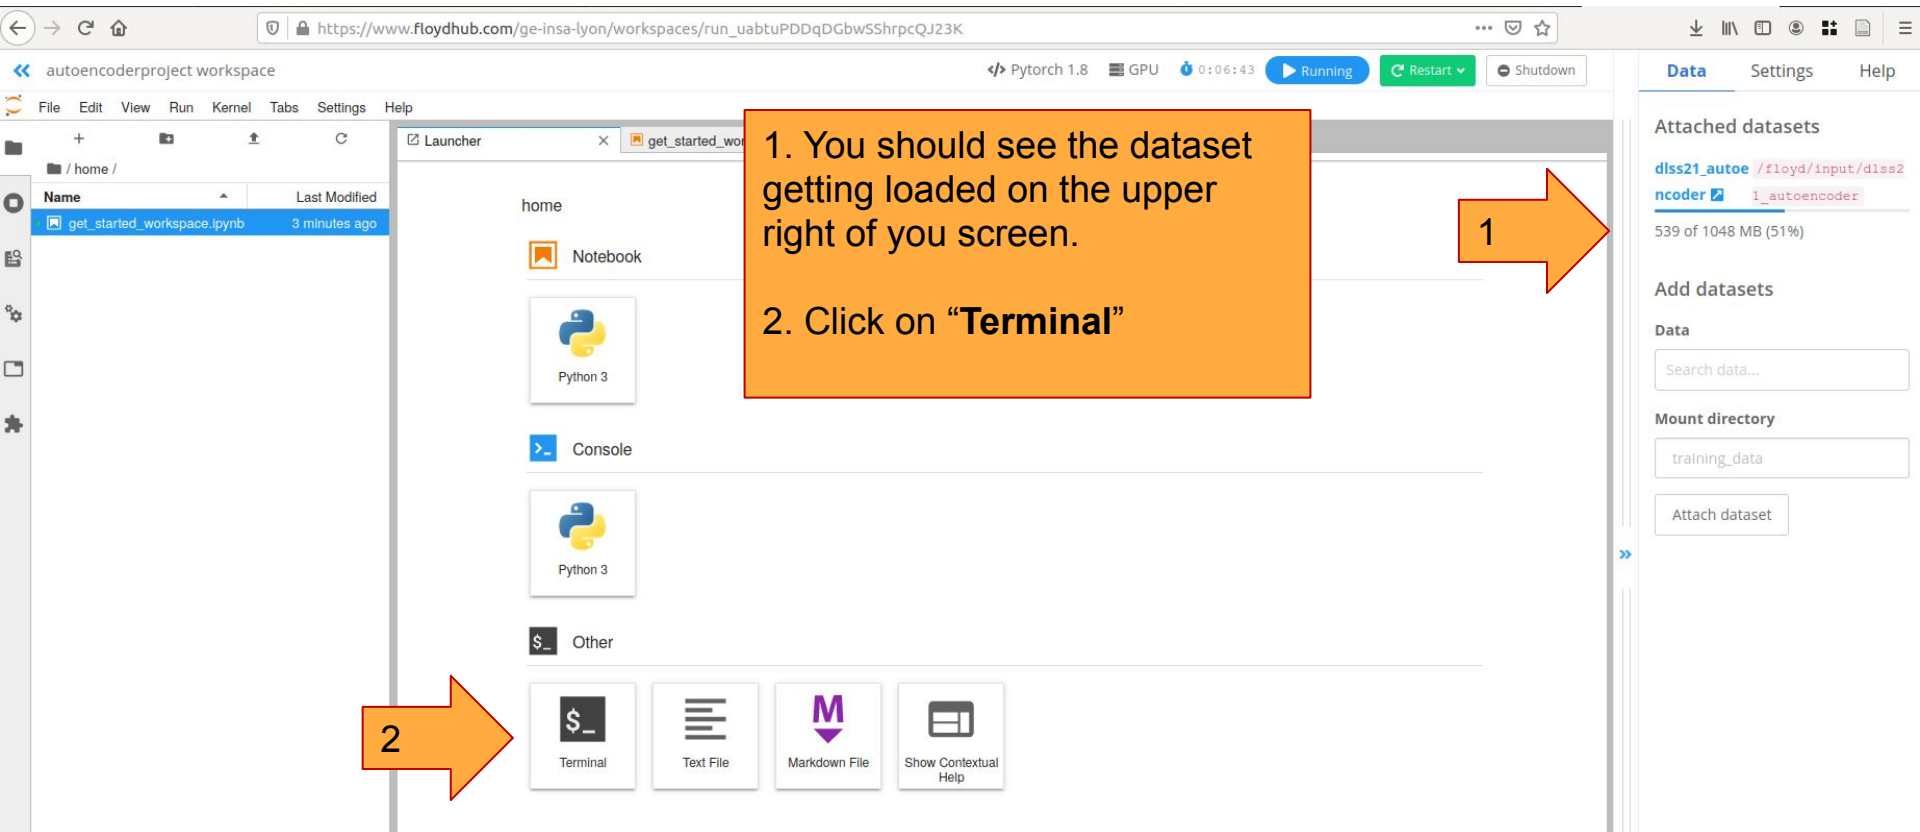 https://www.floydhub.com/ge-insa-lyon/workspaces/run_uabtuPDDqDGbwSShrpcQJ23K
autoencoderproject workspace
Pytorch 1.8
GPU
0:06:43
Running
Restart
Shutdown
Data
Settings
Help
File Edit View Run Kernel Tabs Settings Help
/ home /
Name
Last Modified
get_started_workspace.ipynb
3 minutes ago
Launcher
get_started_wor
home
Notebook
Python 3
Console
>_
Python 3
$_
Other
$_
Terminal
Text File
M
Markdown File
Show Contextual
Help
1. You should see the dataset
getting loaded on the upper
right of you screen.
2. Click on “Terminal”
1
2
Attached datasets
dlss21_autoe /floyd/input/dlss2
ncoder 1_autoencoder
539 of 1048 MB (51%)
Add datasets
Data
Search data...
Mount directory
training_data
Attach dataset